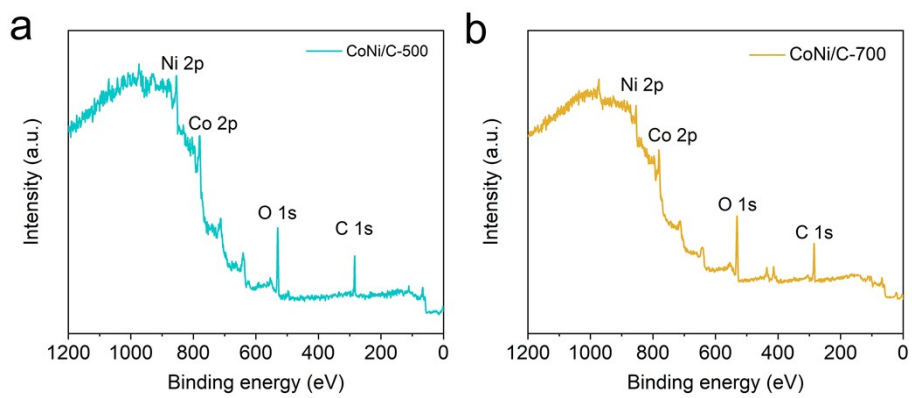 a
CoNi/C-500
Ni 2p
Co 2p
O 1s
C 1s
Intensity (a.u.)
1200 1000 800 600 400 200 0
Binding energy (eV)
b
CoNi/C-700
Ni 2p
Co 2p
O 1s
C 1s
Intensity (a.u.)
1200 1000 800 600 400 200 0
Binding energy (eV)